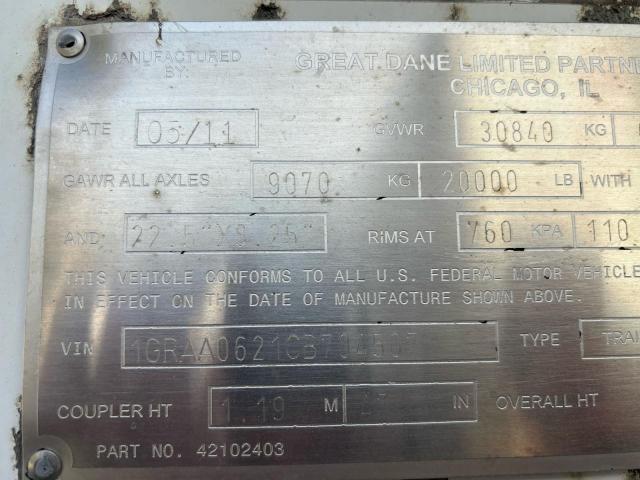 MANUFACTURED BY: GREAT DANE LIMITED PARTNE
CHICAGO, IL
DATE 05/11 GVWR 30840 KG
GAWR ALL AXLES 9070 KG 20000 LB WITH
AND 22.5"X8.25" RIMS AT 760 KPA 110
THIS VEHICLE CONFORMS TO ALL U.S. FEDERAL MOTOR VEHICLE
IN EFFECT ON THE DATE OF MANUFACTURE SHOWN ABOVE.
VIN TYPE TRAI
COUPLER HT 1.19 M 47 IN OVERALL HT
PART NO. 42102403